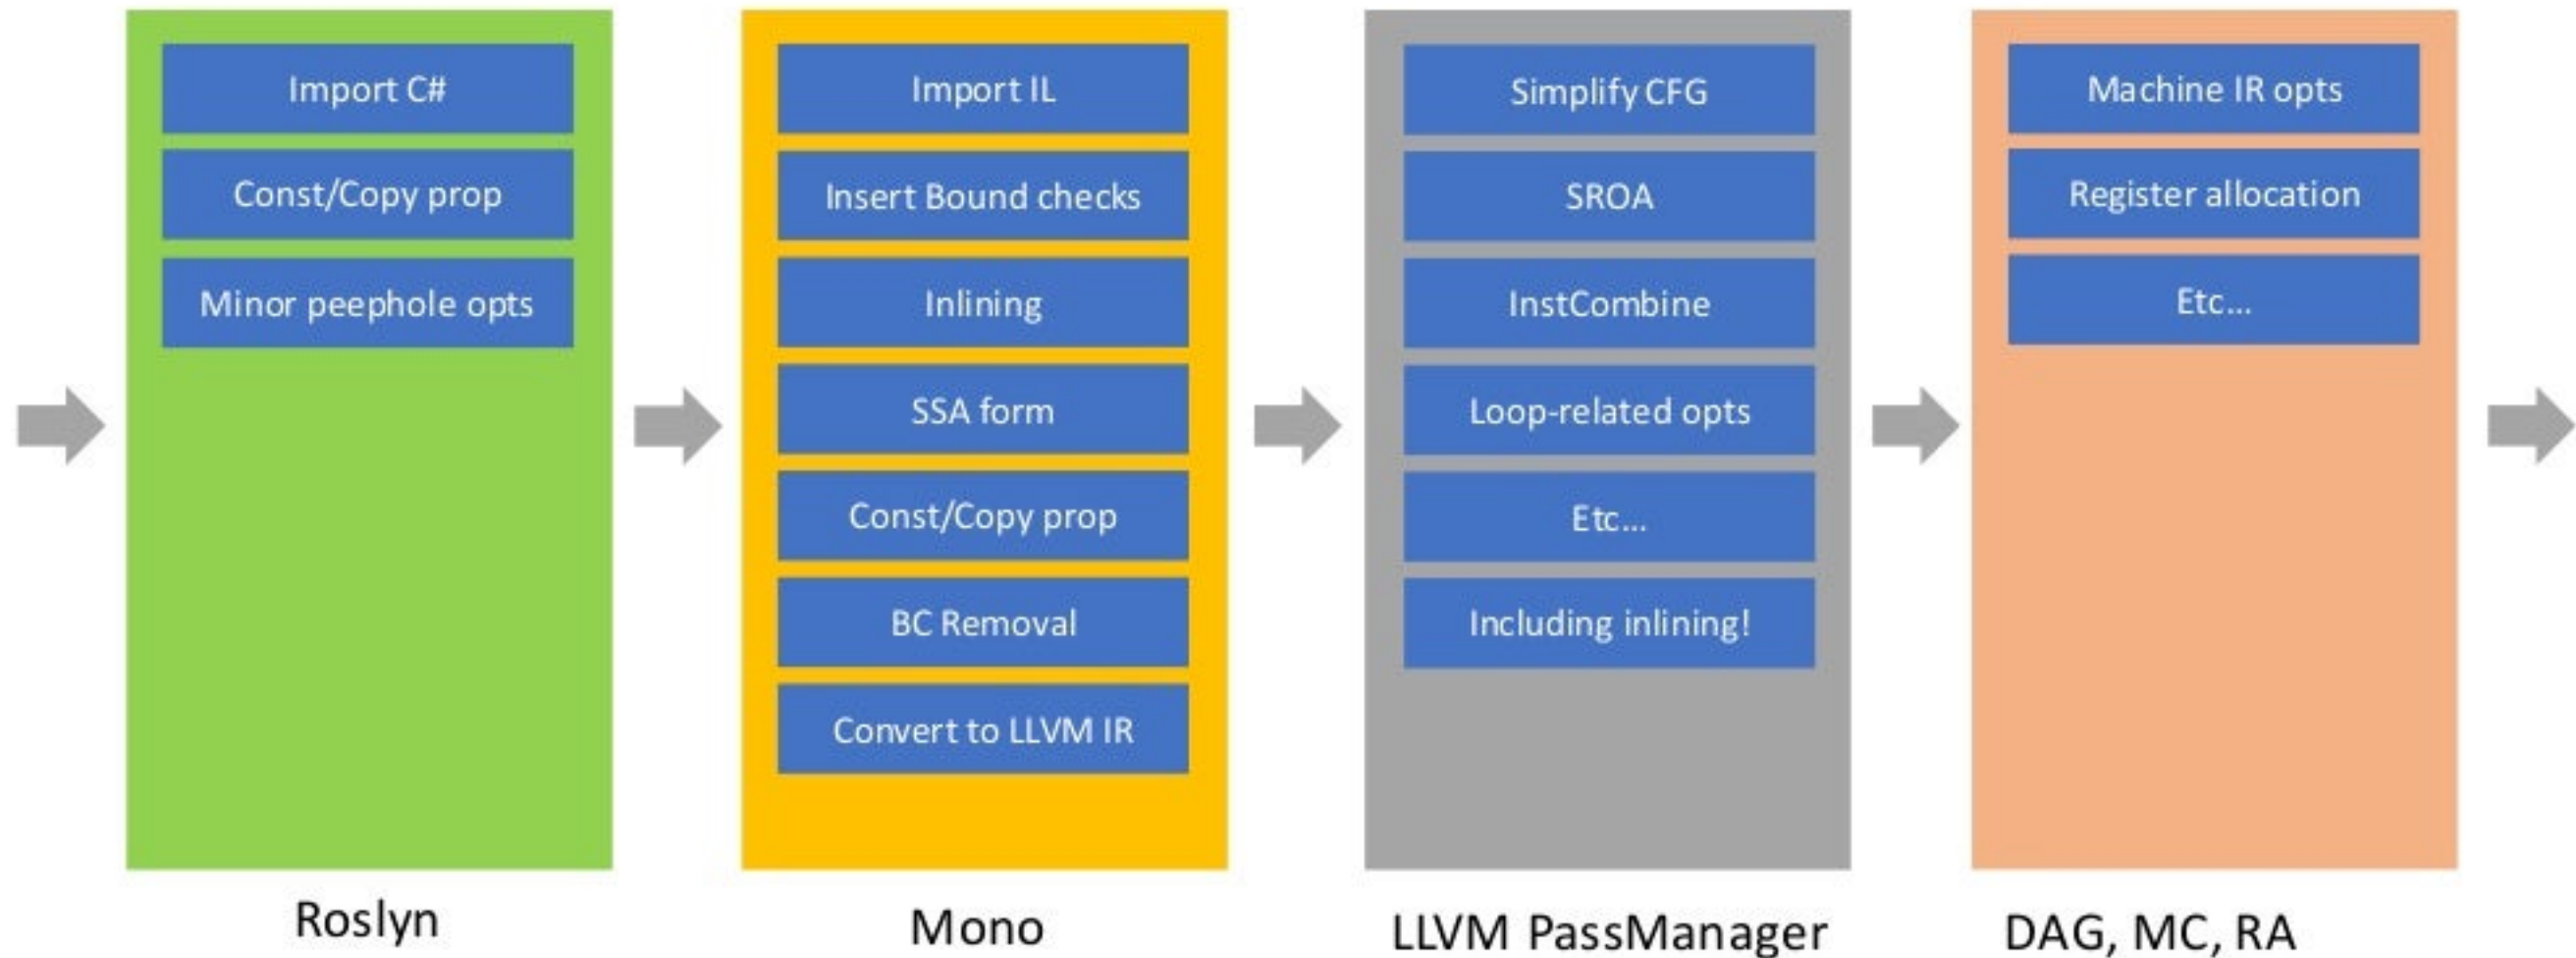 Import C#
Const/Copy prop
Minor peephole opts
Roslyn
Import IL
Insert Bound checks
Inlining
SSA form
Const/Copy prop
BC Removal
Convert to LLVM IR
Mono
Simplify CFG
SROA
InstCombine
Loop-related opts
Etc...
Including inlining!
LLVM PassManager
Machine IR opts
Register allocation
Etc...
DAG, MC, RA